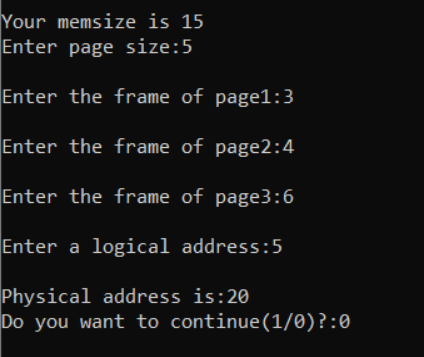 Your memsize is 15
Enter page size:5
Enter the frame of page1:3
Enter the frame of page2:4
Enter the frame of page3:6
Enter a logical address:5
Physical address is:20
Do you want to continue(1/0)?:0